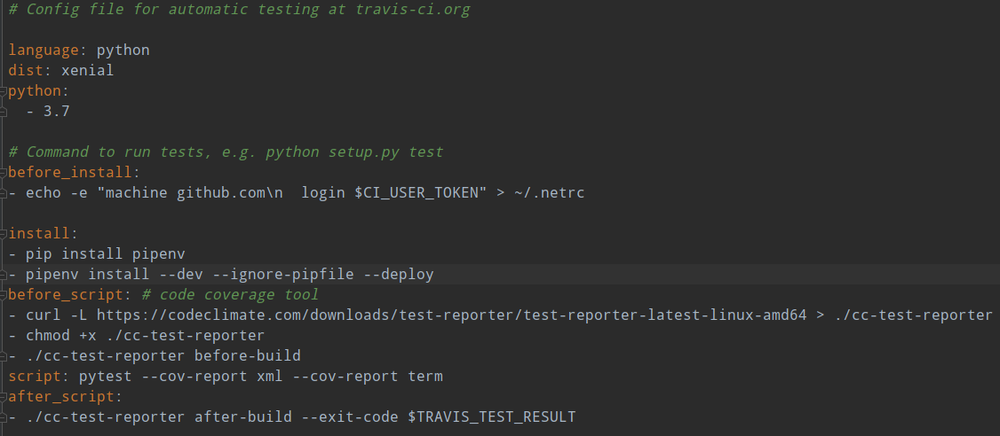 # Config file for automatic testing at travis-ci.org
language: python
dist: xenial
python:
  - 3.7
# Command to run tests, e.g. python setup.py test
before_install:
- echo -e "machine github.com\n  login $CI_USER_TOKEN" > ~/.netrc
install:
- pip install pipenv
- pipenv install --dev --ignore-pipfile --deploy
before_script: # code coverage tool
- curl -L https://codeclimate.com/downloads/test-reporter/test-reporter-latest-linux-amd64 > ./cc-test-reporter
- chmod +x ./cc-test-reporter
- ./cc-test-reporter before-build
script: pytest --cov-report xml --cov-report term
after_script:
- ./cc-test-reporter after-build --exit-code $TRAVIS_TEST_RESULT